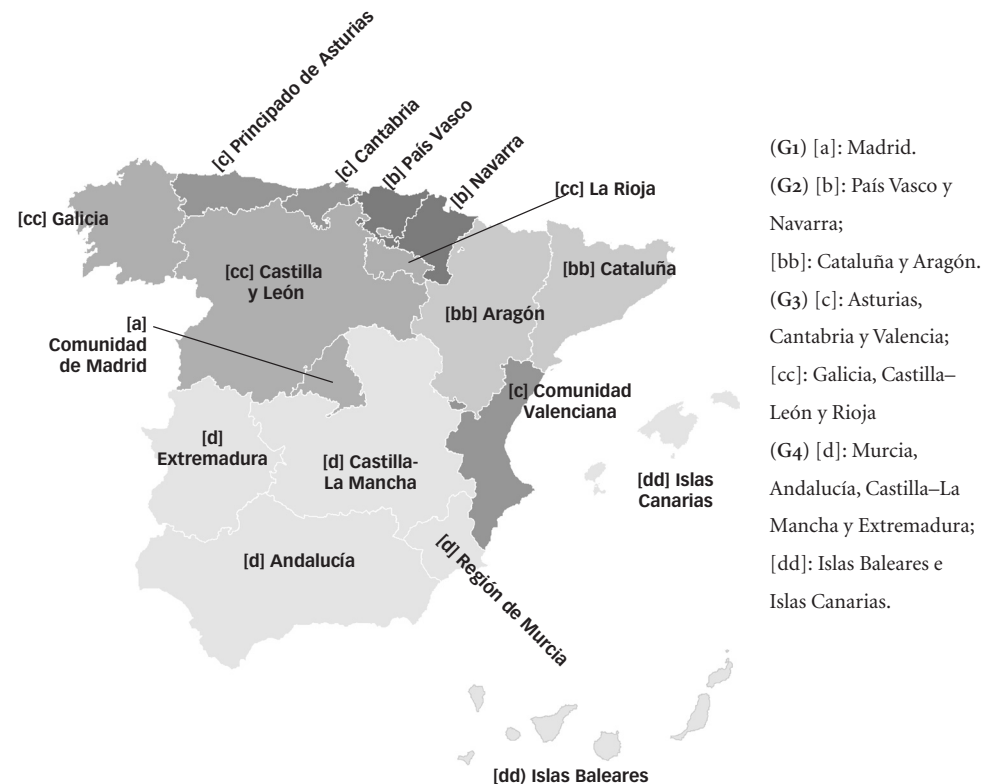 [c] Principado de Asturias
[c] Cantabria
[b] País Vasco
[b] Navarra
[cc] La Rioja
[cc] Galicia
[cc] Castilla
y León
[bb] Cataluña
[bb] Aragón
[a]
Comunidad
de Madrid
[c] Comunidad
Valenciana
[d]
Extremadura
[d] Castilla-
La Mancha
[dd] Islas
Canarias
[d] Andalucía
[d] Región de Murcia
[dd) Islas Baleares
(G1) [a]: Madrid.
(G2) [b]: País Vasco y
Navarra;
[bb]: Cataluña y Aragón.
(G3) [c]: Asturias,
Cantabria y Valencia;
[cc]: Galicia, Castilla–
León y Rioja
(G4) [d]: Murcia,
Andalucía, Castilla–La
Mancha y Extremadura;
[dd]: Islas Baleares e
Islas Canarias.